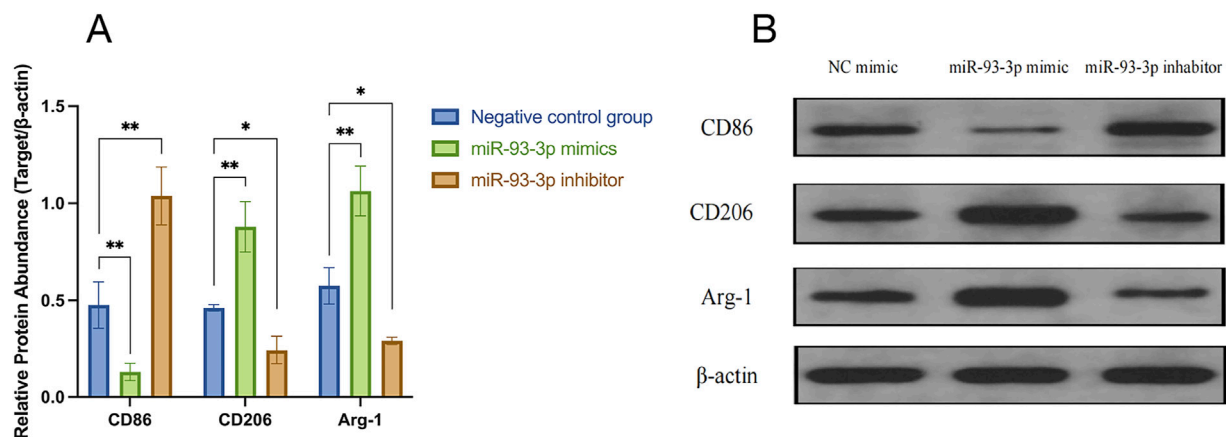 A
Relative Protein Abundance (Target/β-actin)
1.5
1.0
0.5
0.0
**
**
**
*
**
*
CD86
CD206
Arg-1
Negative control group
miR-93-3p mimics
miR-93-3p inhibitor
B
NC mimic miR-93-3p mimic miR-93-3p inhabitor
CD86
CD206
Arg-1
β-actin